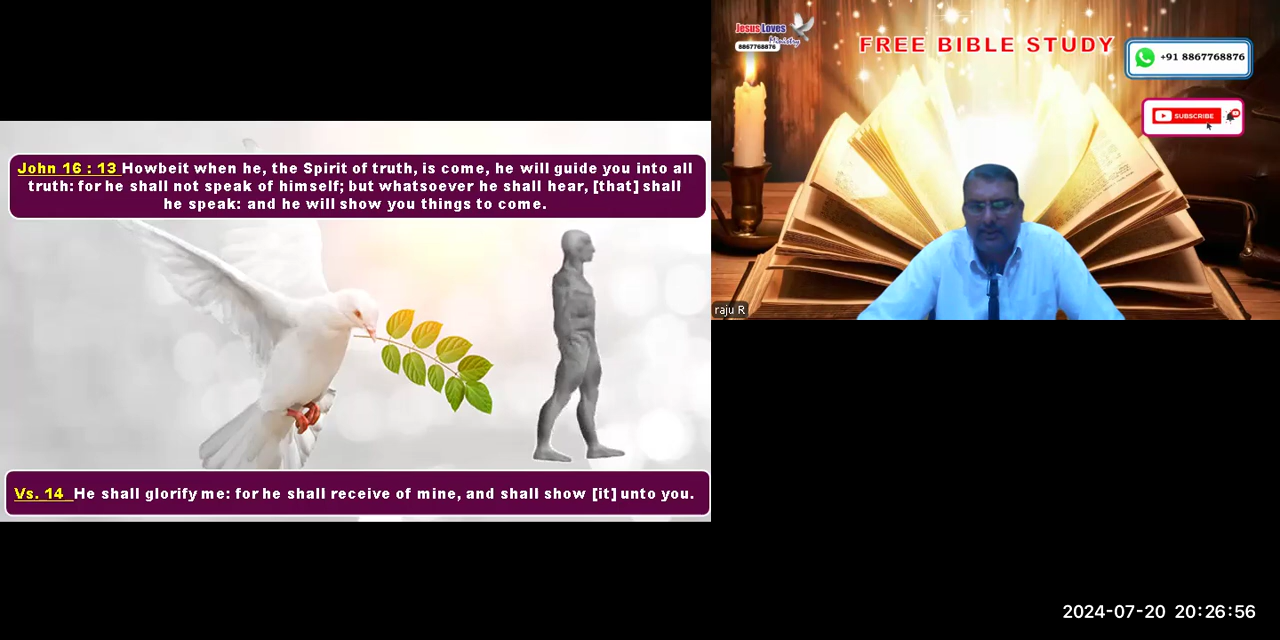 John 16 : 13 Howbeit when he, the Spirit of truth, is come, he will guide you into all
truth: for he shall not speak of himself; but whatsoever he shall hear, [that] shall
he speak: and he will show you things to come.
Vs. 14 He shall glorify me: for he shall receive of mine, and shall show [it] unto you.
Jesus Loves
Ministry
8867768876
FREE BIBLE STUDY
+91 8867768876
SUBSCRIBE
raju R
2024-07-20 20:26:56